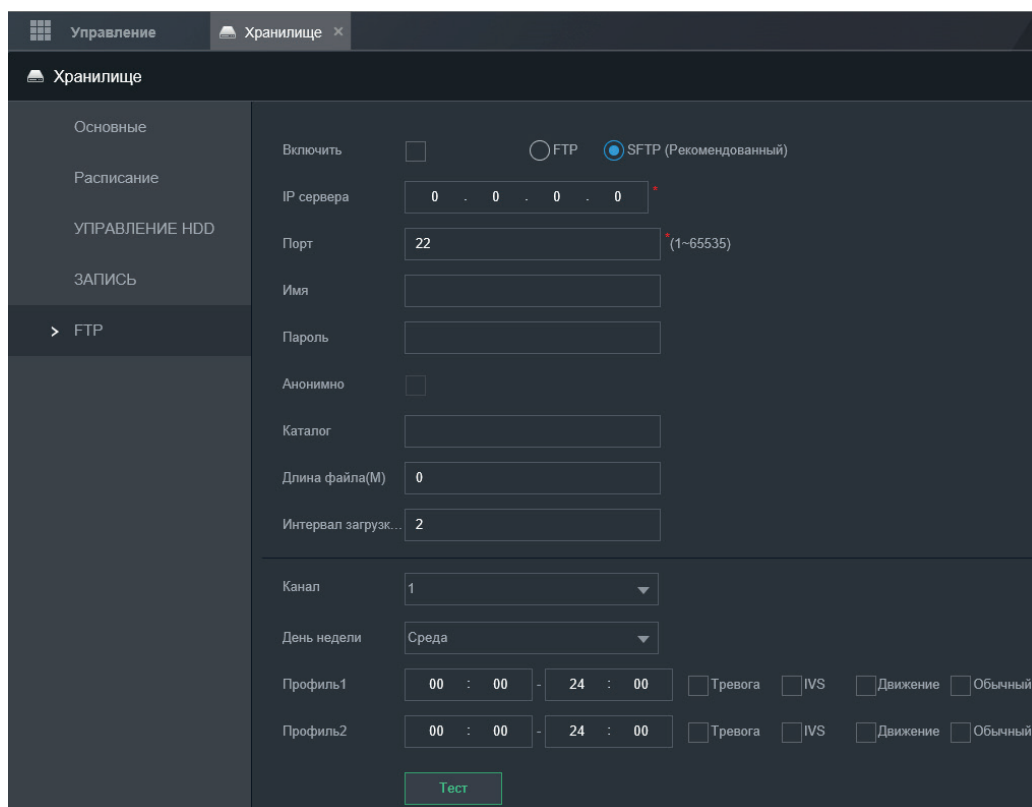 Управление Хранилище ×
Хранилище
Основные
Расписание
УПРАВЛЕНИЕ HDD
ЗАПИСЬ
> FTP
Включить FTP SFTP (Рекомендованный)
IP сервера 0 . 0 . 0 . 0 *
Порт 22 *(1~65535)
Имя
Пароль
Анонимно
Каталог
Длина файла(М) 0
Интервал загрузк... 2
Канал 1
День недели Среда
Профиль1 00 : 00 - 24 : 00 Тревога IVS Движение Обычный
Профиль2 00 : 00 - 24 : 00 Тревога IVS Движение Обычный
Тест